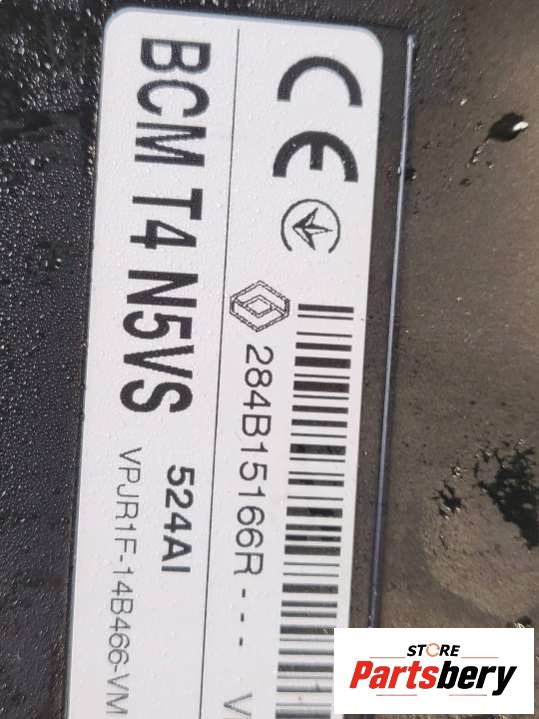 BCM T4 N5VS
524AI
VPJR1F-14B466-VM
CE
284B15166R--- V
STORE
Partsbery